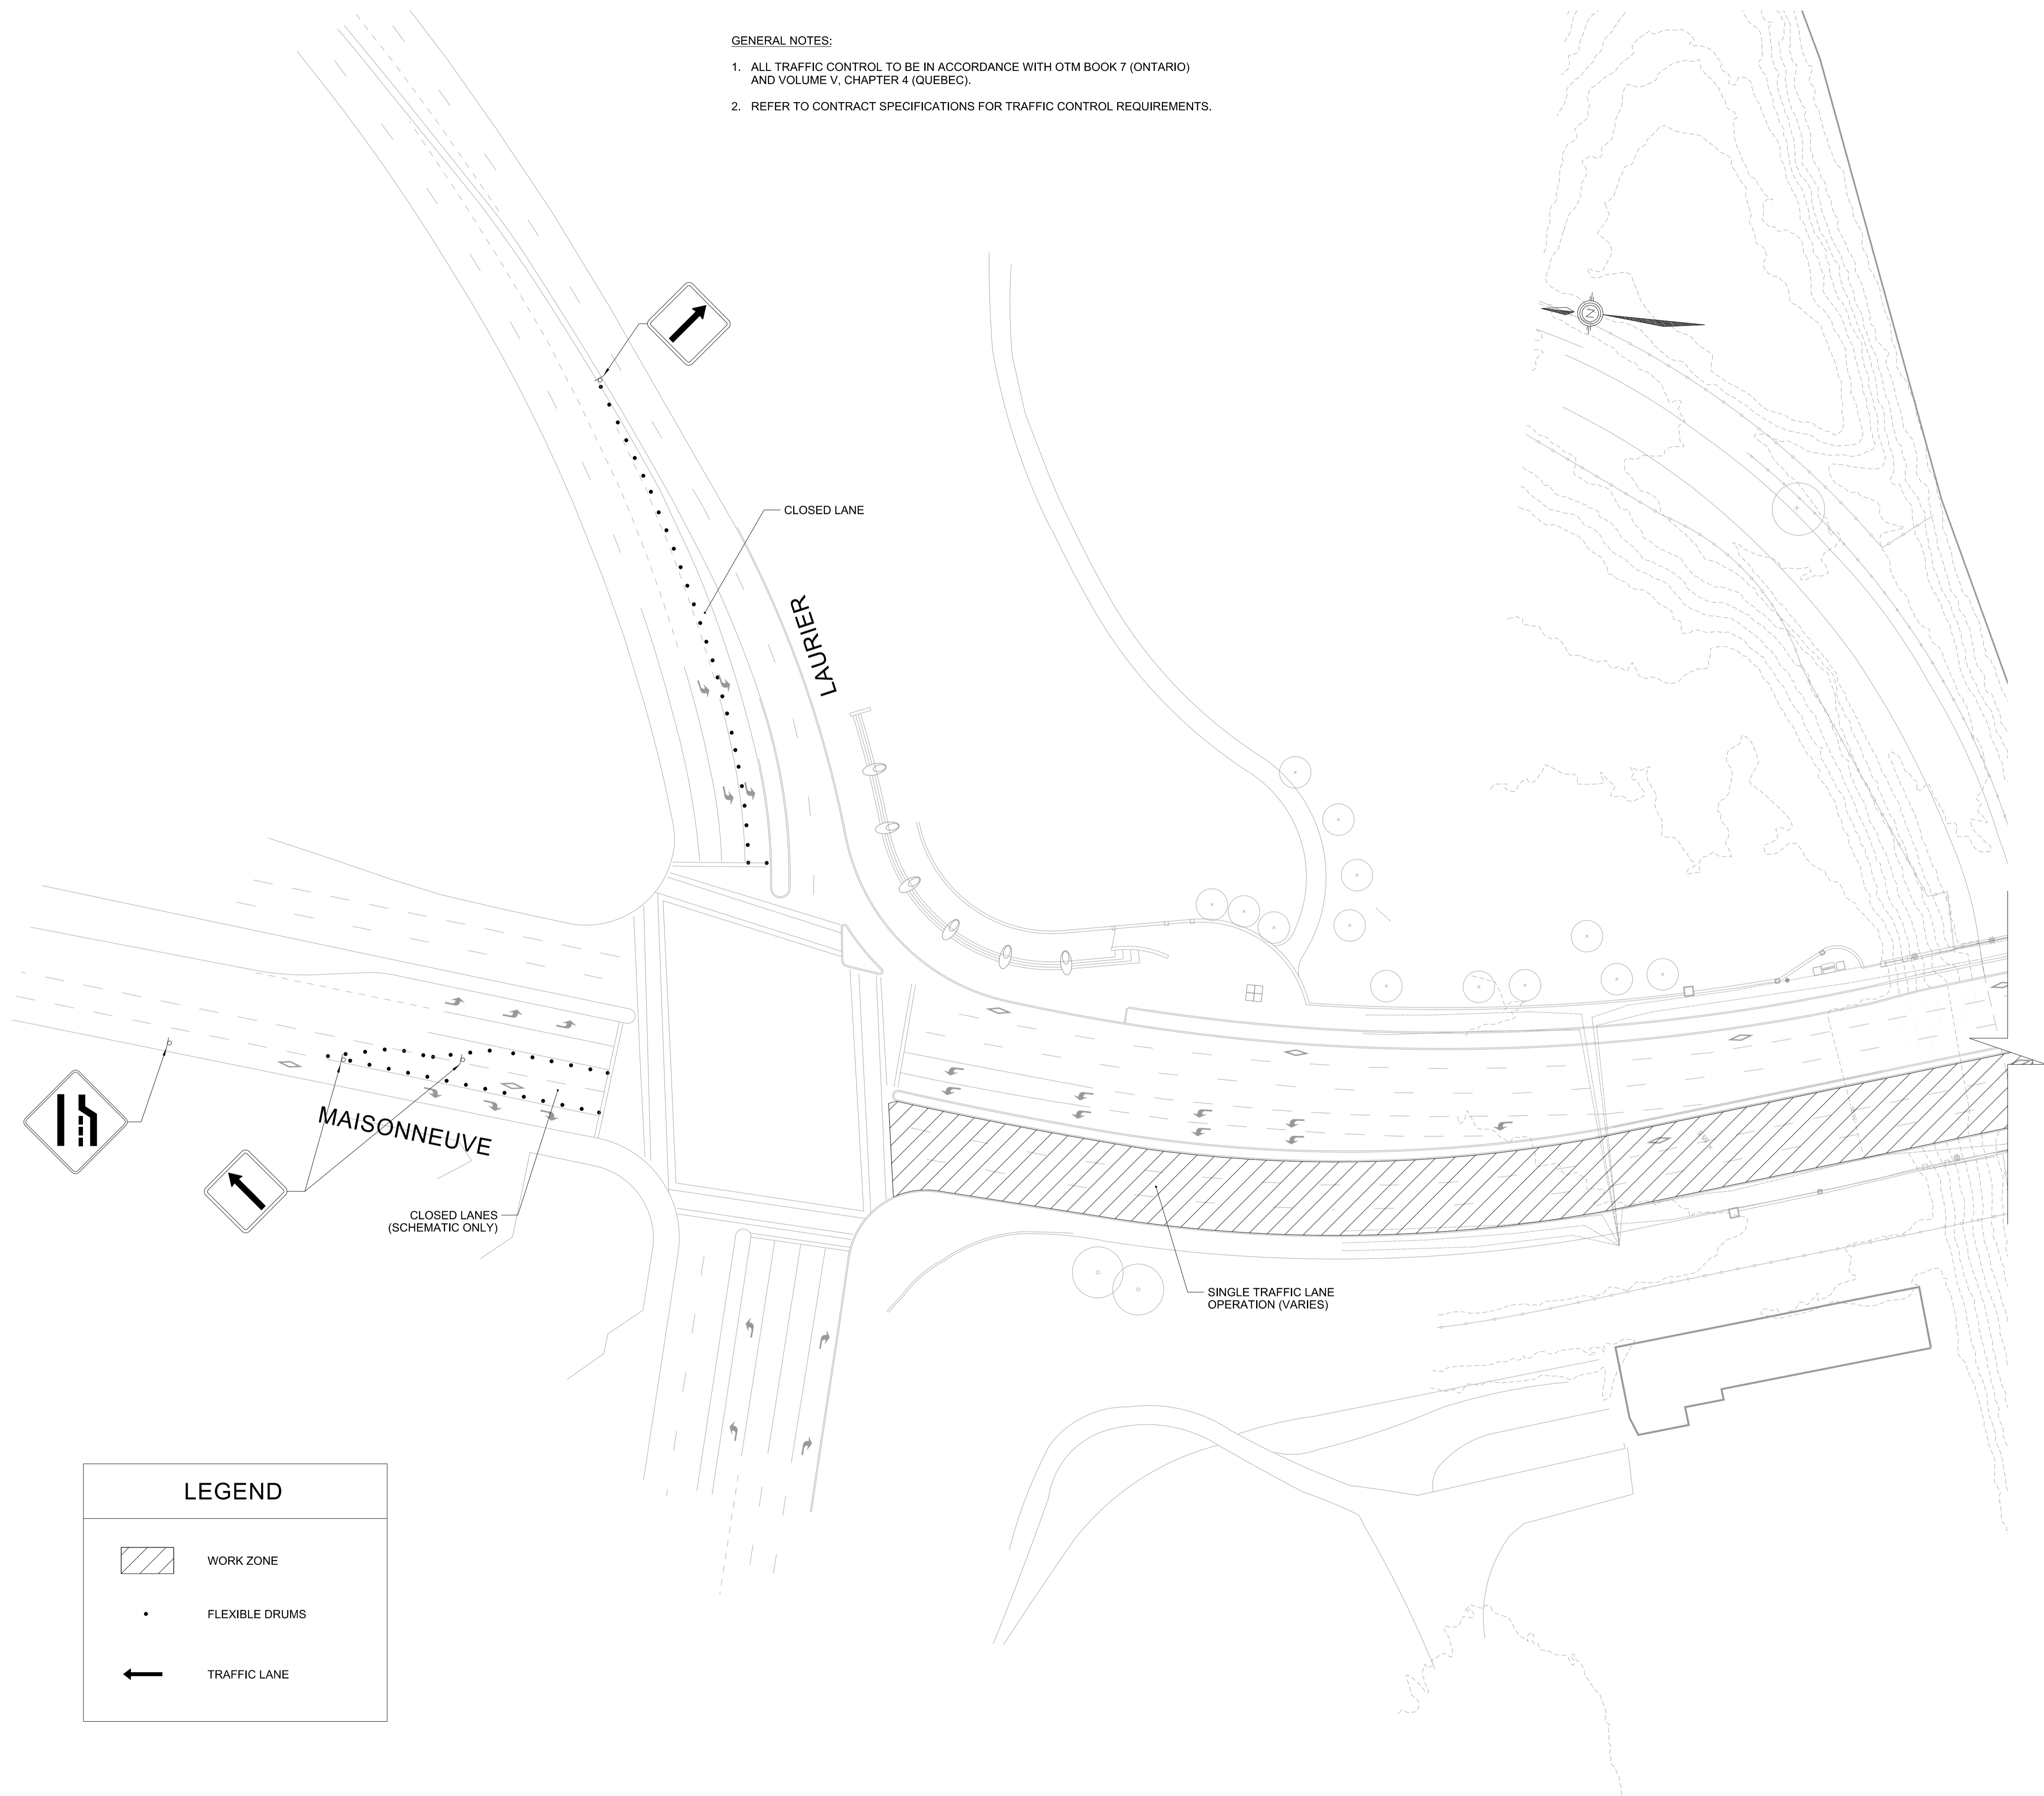 GENERAL NOTES:
1. ALL TRAFFIC CONTROL TO BE IN ACCORDANCE WITH OTM BOOK 7 (ONTARIO)
AND VOLUME V, CHAPTER 4 (QUEBEC).
2. REFER TO CONTRACT SPECIFICATIONS FOR TRAFFIC CONTROL REQUIREMENTS.
N
CLOSED LANE
LAURIER
MAISONNEUVE
CLOSED LANES
(SCHEMATIC ONLY)
SINGLE TRAFFIC LANE
OPERATION (VARIES)
LEGEND
WORK ZONE
FLEXIBLE DRUMS
TRAFFIC LANE